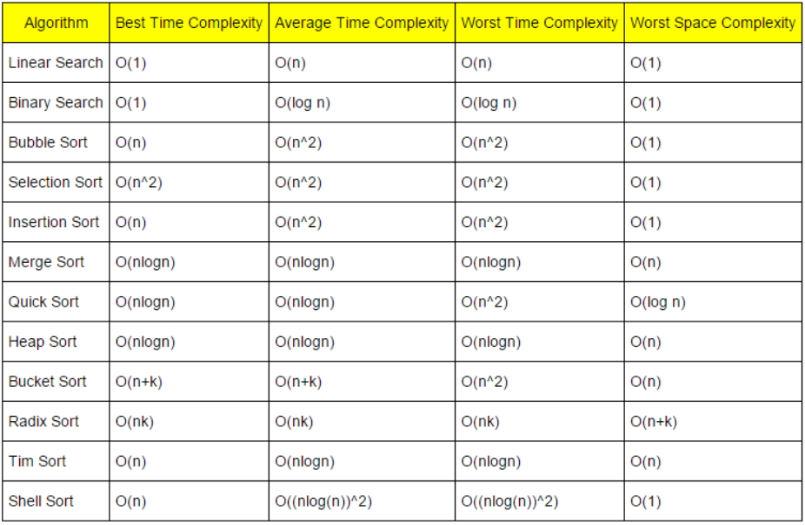 Algorithm Best Time Complexity Average Time Complexity Worst Time Complexity Worst Space Complexity
Linear Search O(1) O(n) O(n) O(1)
Binary Search O(1) O(log n) O(log n) O(1)
Bubble Sort O(n) O(n^2) O(n^2) O(1)
Selection Sort O(n^2) O(n^2) O(n^2) O(1)
Insertion Sort O(n) O(n^2) O(n^2) O(1)
Merge Sort O(nlogn) O(nlogn) O(nlogn) O(n)
Quick Sort O(nlogn) O(nlogn) O(n^2) O(log n)
Heap Sort O(nlogn) O(nlogn) O(nlogn) O(n)
Bucket Sort O(n+k) O(n+k) O(n^2) O(n)
Radix Sort O(nk) O(nk) O(nk) O(n+k)
Tim Sort O(n) O(nlogn) O(nlogn) O(n)
Shell Sort O(n) O((nlog(n))^2) O((nlog(n))^2) O(1)